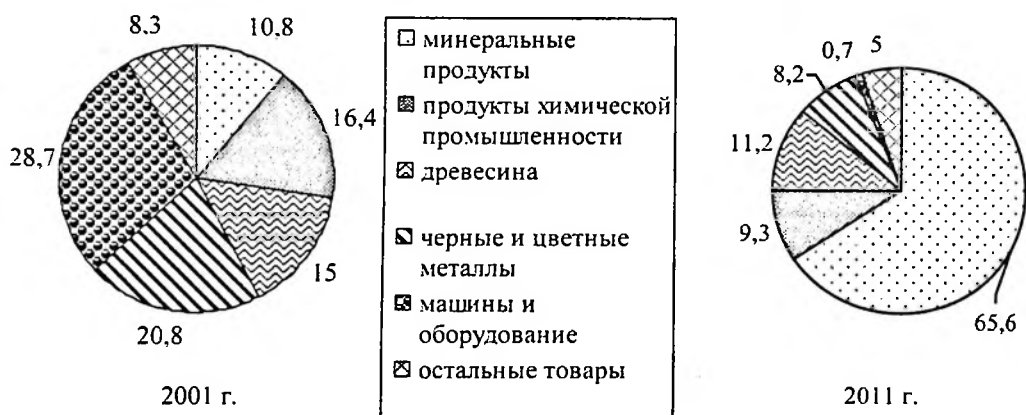 8,3
10,8
16,4
28,7
15
20,8
2001 г.
минеральные
продукты
продукты химической
промышленности
древесина
черные и цветные
металлы
машины и
оборудование
остальные товары
0,7
5
8,2
11,2
9,3
65,6
2011 г.